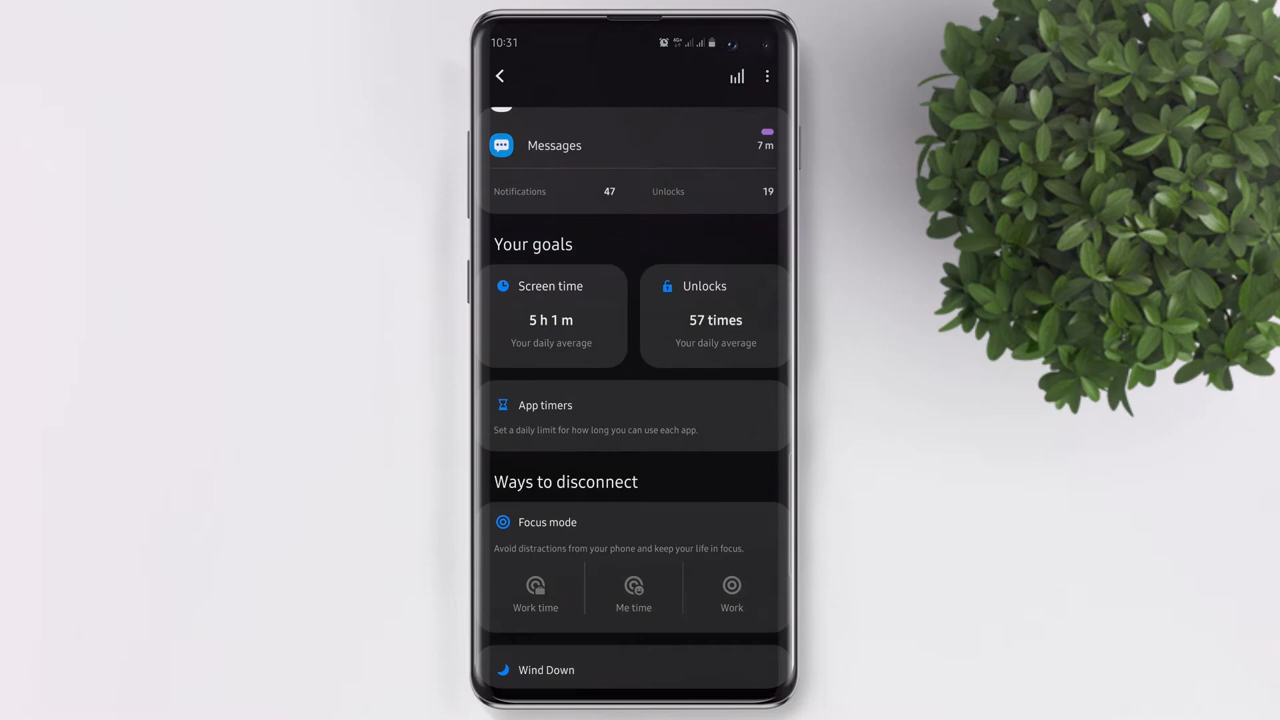 10:31
Messages
7 m
Notifications 47 Unlocks 19
Your goals
Screen time
5 h 1 m
Your daily average
Unlocks
57 times
Your daily average
App timers
Set a daily limit for how long you can use each app.
Ways to disconnect
Focus mode
Avoid distractions from your phone and keep your life in focus.
Work time
Me time
Work
Wind Down